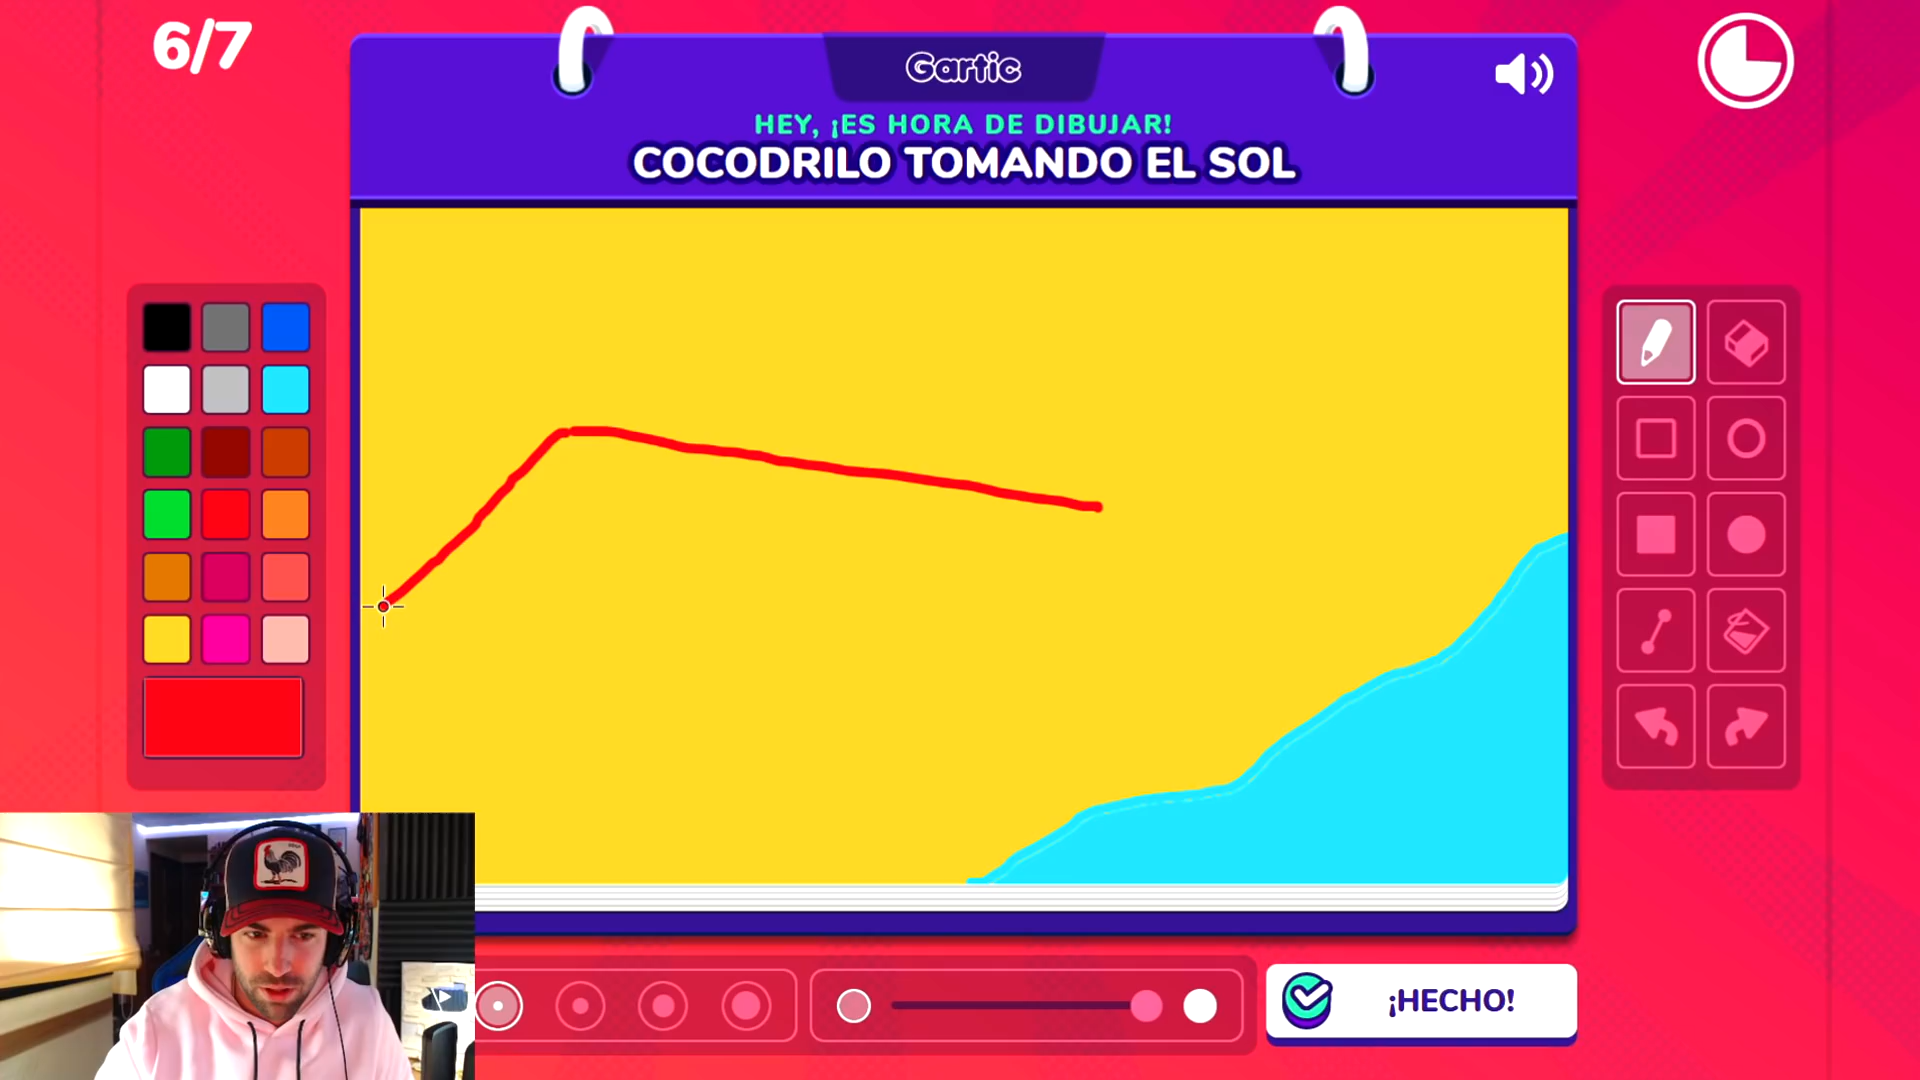 6/7
Gartic
HEY, ¡ES HORA DE DIBUJAR!
COCODRILO TOMANDO EL SOL
¡HECHO!